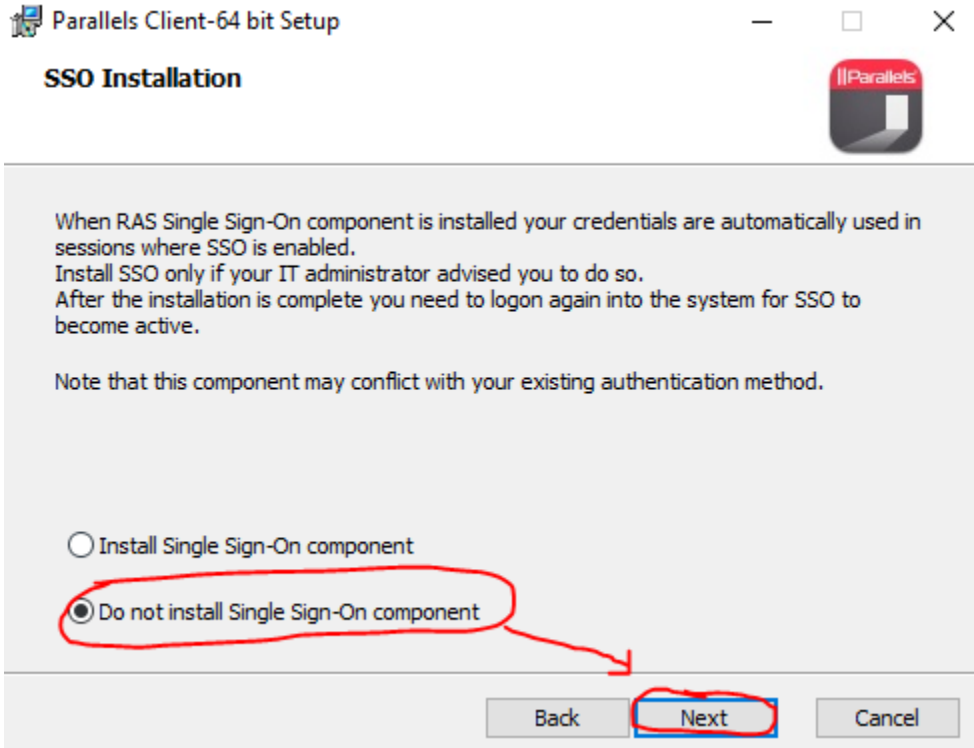 Parallels Client-64 bit Setup
SSO Installation
||Parallels®
When RAS Single Sign-On component is installed your credentials are automatically used in
sessions where SSO is enabled.
Install SSO only if your IT administrator advised you to do so.
After the installation is complete you need to logon again into the system for SSO to
become active.
Note that this component may conflict with your existing authentication method.
Install Single Sign-On component
Do not install Single Sign-On component
Back
Next
Cancel